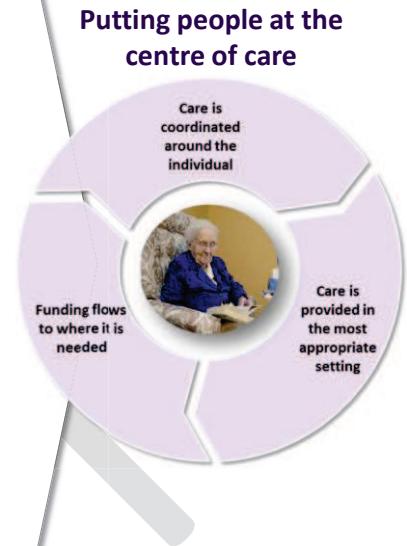 Putting people at the
centre of care
Care is
coordinated
around the
individual
Care is
provided in
the most
appropriate
setting
Funding flows
to where it is
needed